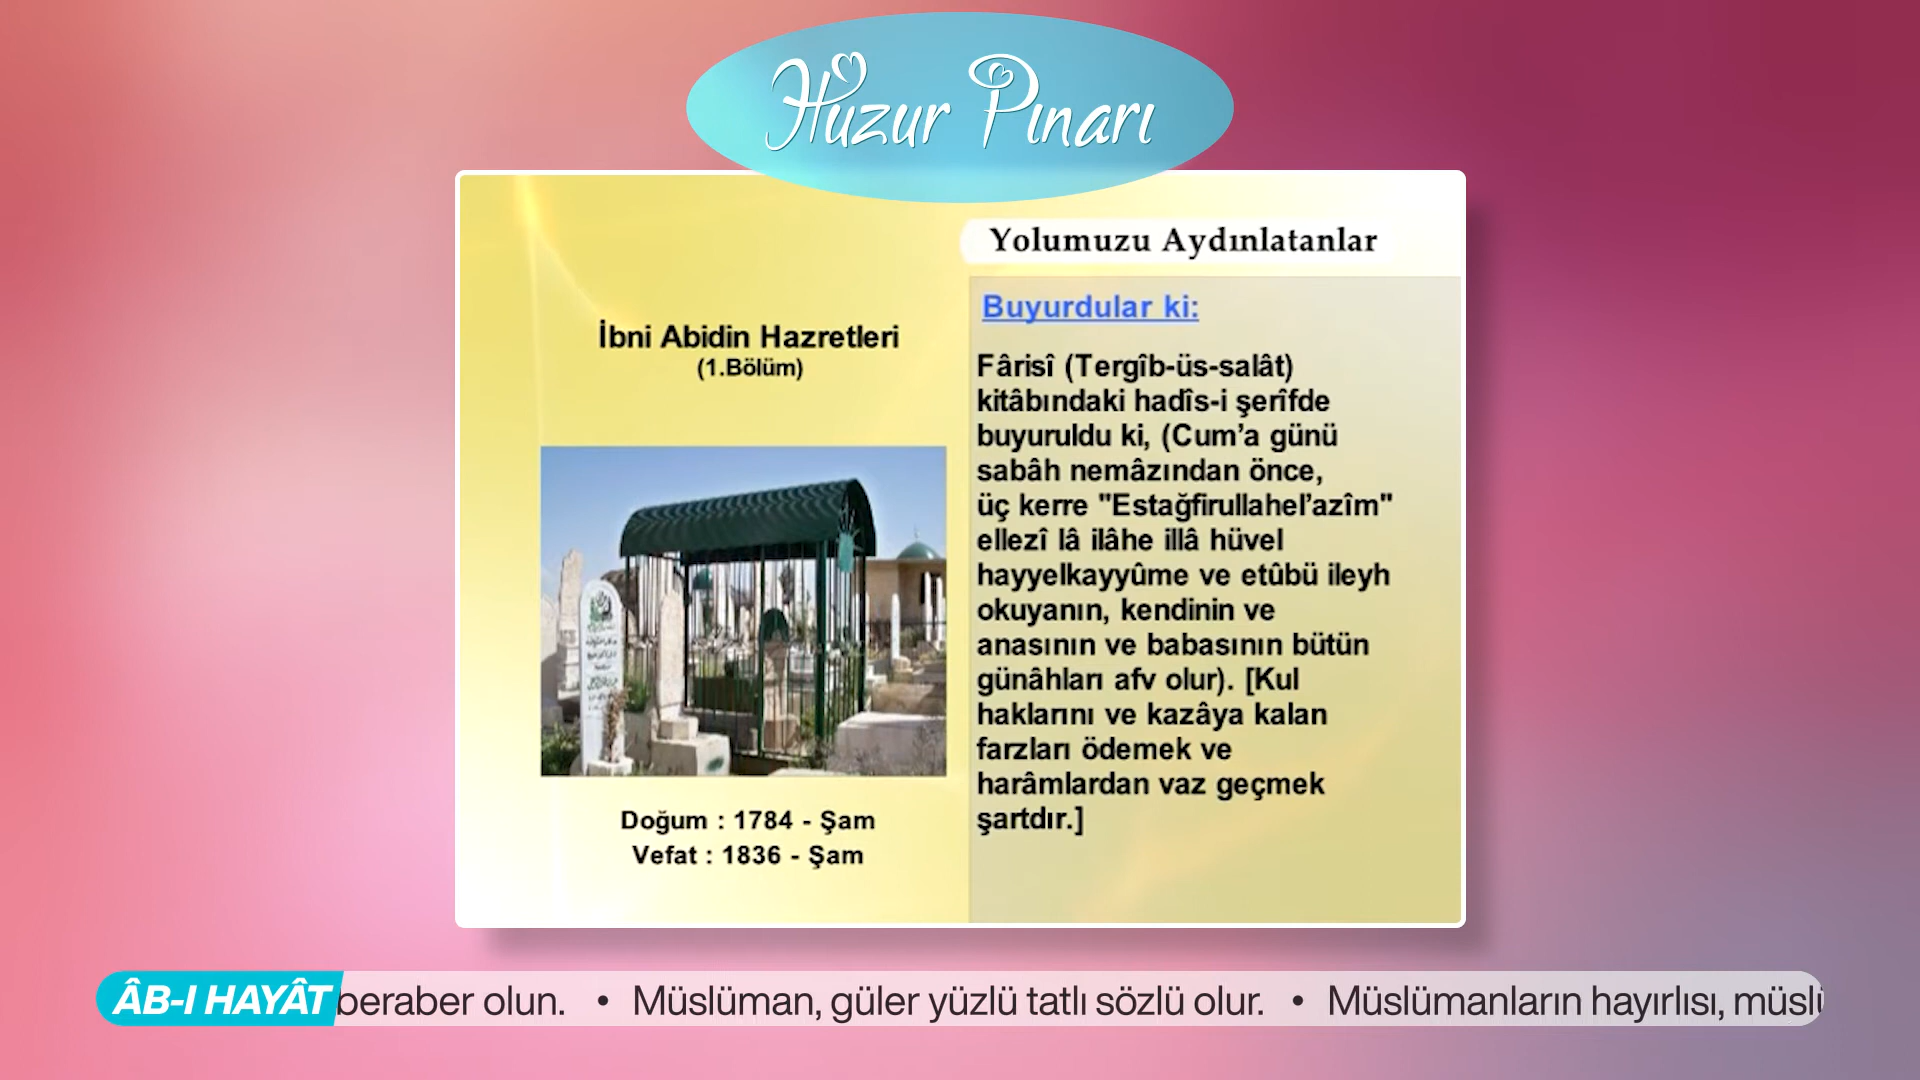 Huzur Pınarı
Yolumuzu Aydınlatanlar
İbni Abidin Hazretleri
(1.Bölüm)
Doğum : 1784 - Şam
Vefat : 1836 - Şam
Buyurdular ki:
Fârisî (Tergîb-üs-salât)
kitâbındaki hadîs-i şerîfde
buyuruldu ki, (Cum’a günü
sabâh nemâzından önce,
üç kerre "Estağfirullahel’azîm"
ellezî lâ ilâhe illâ hüvel
hayyelkayyûme ve etûbü ileyh
okuyanın, kendinin ve
anasının ve babasının bütün
günâhları afv olur). [Kul
haklarını ve kazâya kalan
farzları ödemek ve
harâmlardan vaz geçmek
şartdır.]
ÂB-I HAYÂT beraber olun. • Müslüman, güler yüzlü tatlı sözlü olur. • Müslümanların hayırlısı,